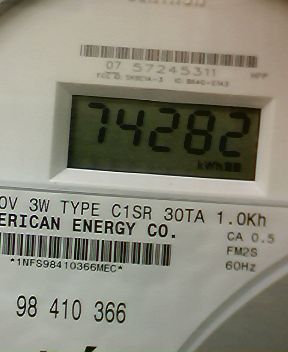 07 57245311
74282
kWh
0V 3W TYPE C1SR 30TA 1.0Kh
ERICAN ENERGY CO.
CA 0.5
FM2S
*1NFS98410366MEC*
60Hz
98 410 366